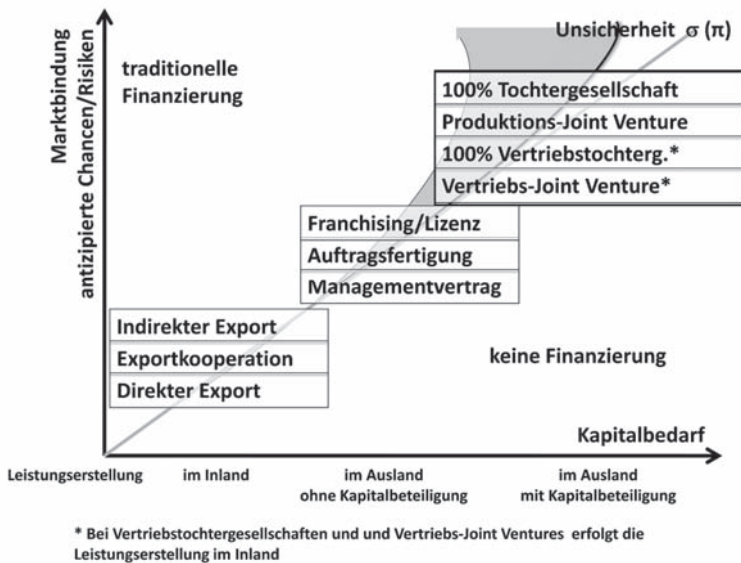 Unsicherheit σ (π)
Marktbindung
antizipierte Chancen/Risiken
traditionelle
Finanzierung
100% Tochtergesellschaft
Produktions-Joint Venture
100% Vertriebstochterg.*
Vertriebs-Joint Venture*
Franchising/Lizenz
Auftragsfertigung
Managementvertrag
Indirekter Export
Exportkooperation
Direkter Export
keine Finanzierung
Kapitalbedarf
Leistungserstellung
im Inland
im Ausland
ohne Kapitalbeteiligung
im Ausland
mit Kapitalbeteiligung
* Bei Vertriebstochtergesellschaften und und Vertriebs-Joint Ventures erfolgt die
Leistungserstellung im Inland